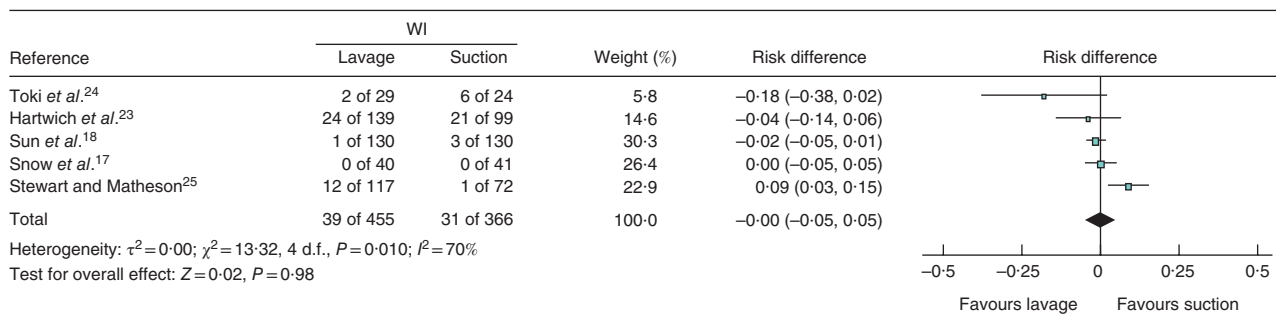 WI
Reference Lavage Suction Weight (%) Risk difference Risk difference
Toki et al.24 2 of 29 6 of 24 5·8 –0·18 (–0·38, 0·02)
Hartwich et al.23 24 of 139 21 of 99 14·6 –0·04 (–0·14, 0·06)
Sun et al.18 1 of 130 3 of 130 30·3 –0·02 (–0·05, 0·01)
Snow et al.17 0 of 40 0 of 41 26·4 0·00 (–0·05, 0·05)
Stewart and Matheson25 12 of 117 1 of 72 22·9 0·09 (0·03, 0·15)
Total 39 of 455 31 of 366 100·0 –0·00 (–0·05, 0·05)
Heterogeneity: τ2=0·00; χ2=13·32, 4 d.f., P=0·010; I2=70%
Test for overall effect: Z=0·02, P=0·98
–0·5 –0·25 0 0·25 0·5
Favours lavage Favours suction